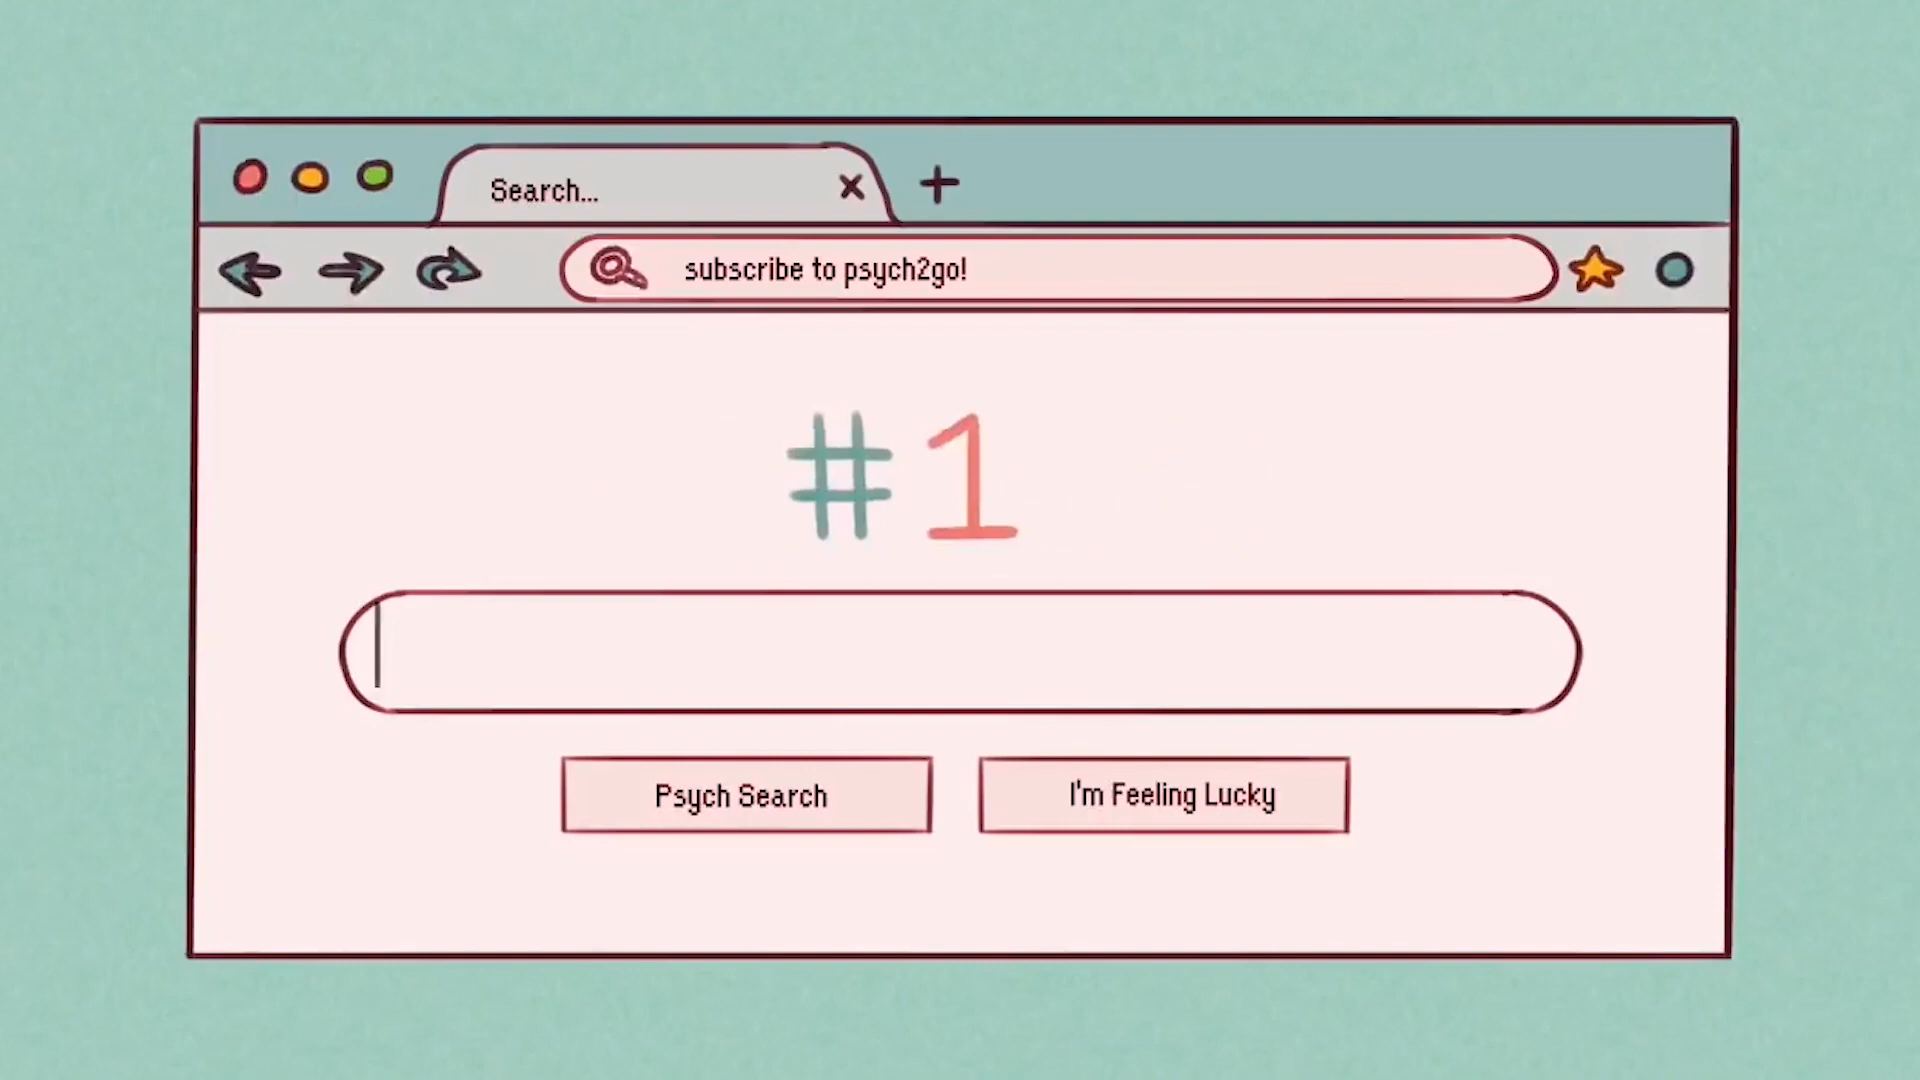 Search...
subscribe to psych2go!
#1
Psych Search
I'm Feeling Lucky